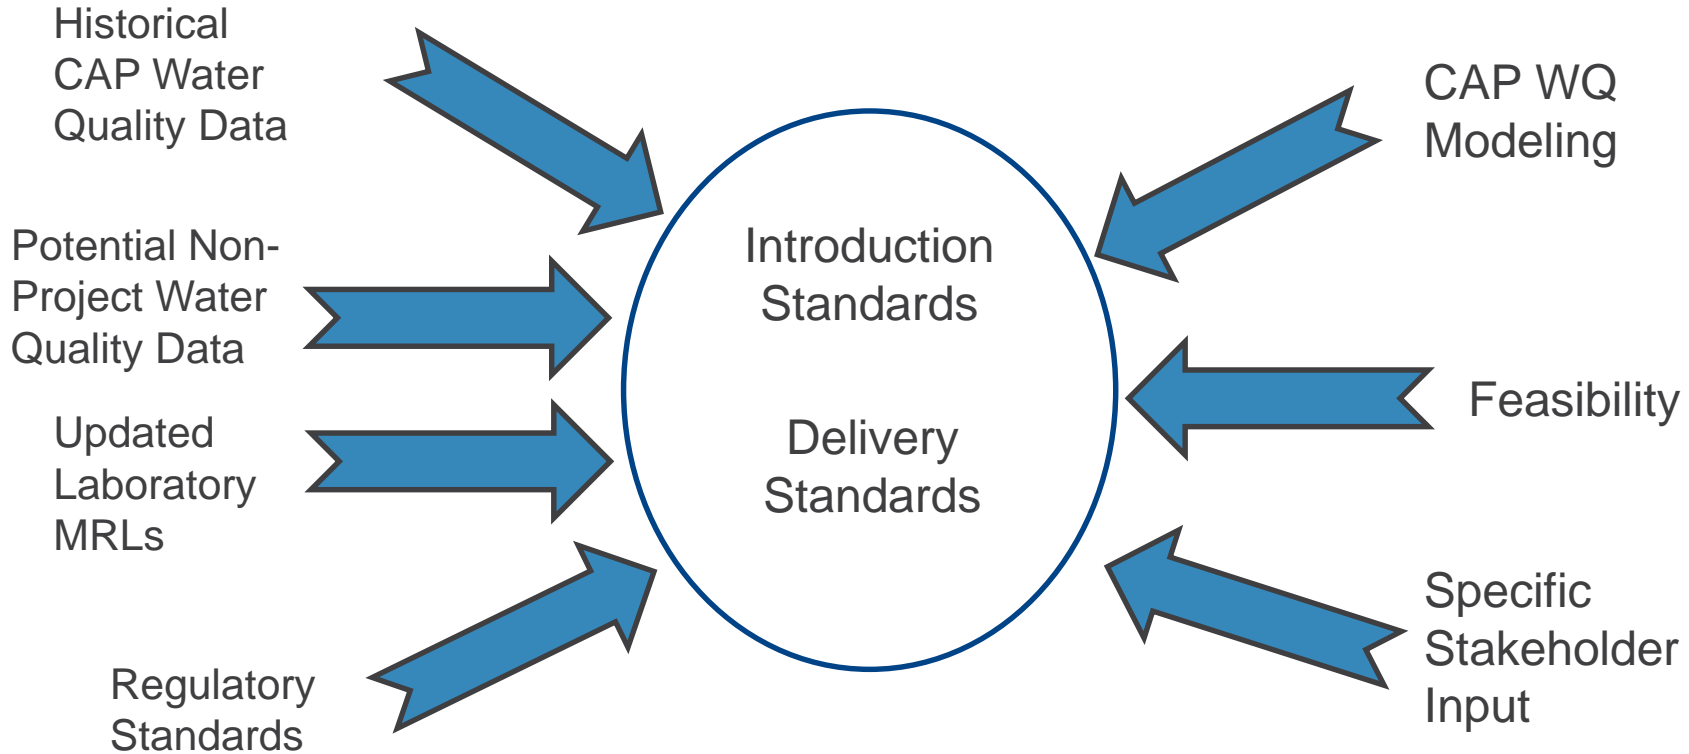 Historical
CAP Water
Quality Data
Potential Non-
Project Water
Quality Data
Updated
Laboratory
MRLs
Regulatory
Standards
Introduction
Standards
Delivery
Standards
CAP WQ
Modeling
Feasibility
Specific
Stakeholder
Input